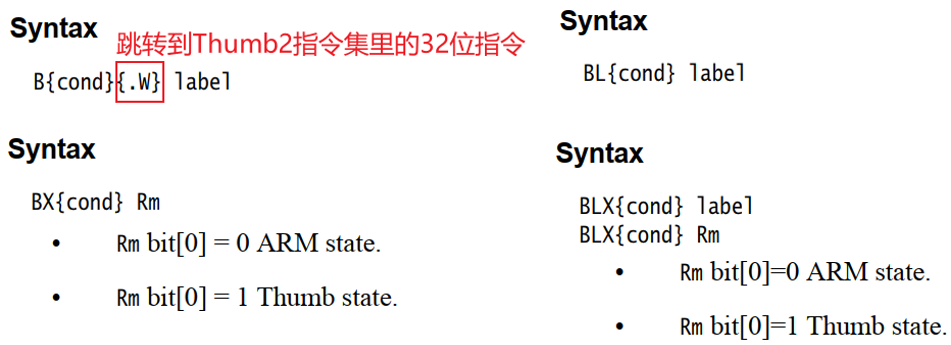 Syntax
跳转到Thumb2指令集里的32位指令
B{cond}{.W} label
Syntax
BX{cond} Rm
• Rm bit[0] = 0 ARM state.
• Rm bit[0] = 1 Thumb state.
Syntax
BL{cond} label
Syntax
BLX{cond} label
BLX{cond} Rm
• Rm bit[0]=0 ARM state.
• Rm bit[0]=1 Thumb state.